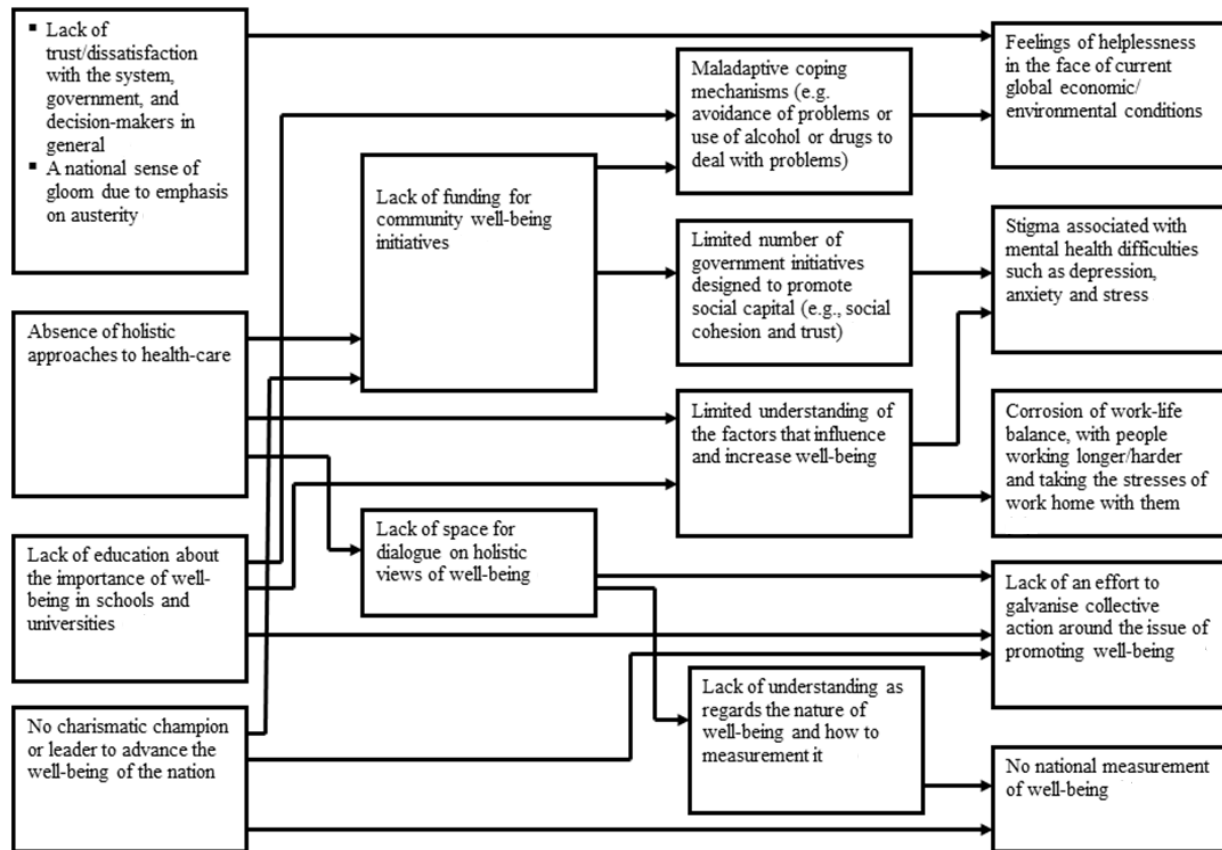 ▪ Lack of
trust/dissatisfaction
with the system,
government, and
decision-makers in
general
▪ A national sense of
gloom due to emphasis
on austerity
Absence of holistic
approaches to health-care
Lack of education about
the importance of well-
being in schools and
universities
No charismatic champion
or leader to advance the
well-being of the nation
Lack of funding for
community well-being
initiatives
Lack of space for
dialogue on holistic
views of well-being
Maladaptive coping
mechanisms (e.g.
avoidance of problems or
use of alcohol or drugs to
deal with problems)
Limited number of
government initiatives
designed to promote
social capital (e.g., social
cohesion and trust)
Limited understanding of
the factors that influence
and increase well-being
Lack of understanding as
regards the nature of
well-being and how to
measurement it
Feelings of helplessness
in the face of current
global economic/
environmental conditions
Stigma associated with
mental health difficulties
such as depression,
anxiety and stress
Corrosion of work-life
balance, with people
working longer/harder
and taking the stresses of
work home with them
Lack of an effort to
galvanise collective
action around the issue of
promoting well-being
No national measurement
of well-being